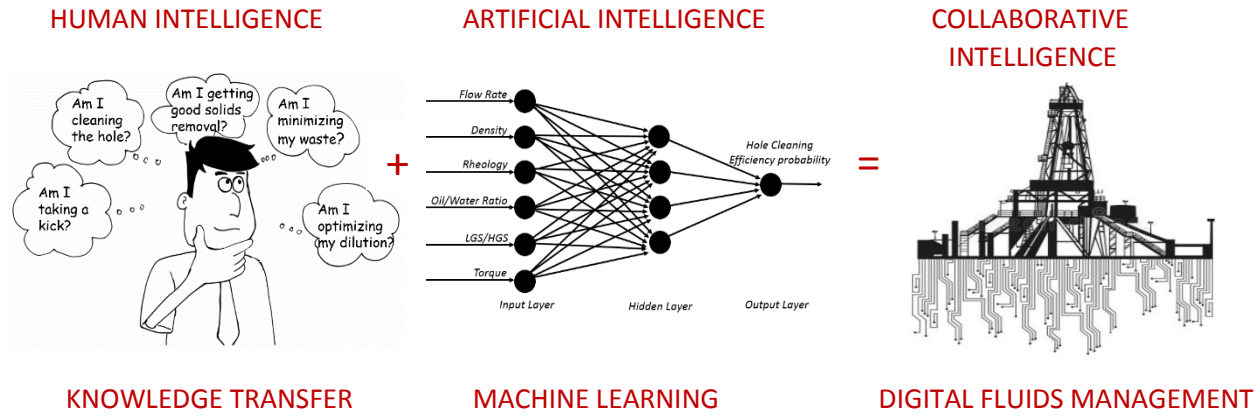 HUMAN INTELLIGENCE
ARTIFICIAL INTELLIGENCE
COLLABORATIVE
INTELLIGENCE
Am I
cleaning
the hole?
Am I getting
good solids
removal?
Am I
minimizing
my waste?
Am I
taking a
kick?
Am I
optimizing
my dilution?
+
Flow Rate
Density
Rheology
Oil/Water Ratio
LGS/HGS
Torque
Input Layer
Hidden Layer
Hole Cleaning
Efficiency probability
Output Layer
=
KNOWLEDGE TRANSFER
MACHINE LEARNING
DIGITAL FLUIDS MANAGEMENT